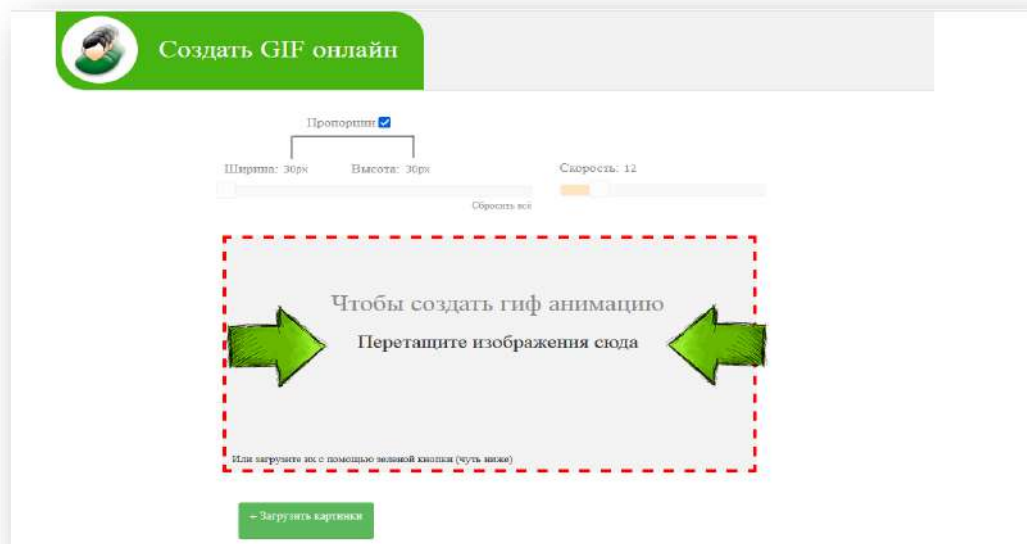 Создать GIF онлайн
Пропорции
Ширина: 30px Высота: 30px Скорость: 12
Сбросить всё
Чтобы создать гиф анимацию
Перетащите изображения сюда
Или загрузите их с помощью зеленой кнопки (чуть ниже)
← Загрузить картинки